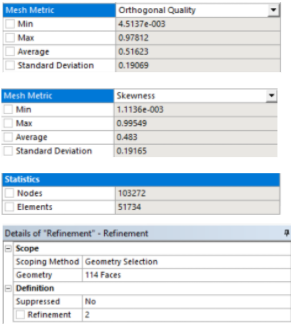 Mesh Metric Orthogonal Quality
Min 4.5137e-003
Max 0.97812
Average 0.51623
Standard Deviation 0.19069
Mesh Metric Skewness
Min 1.1136e-003
Max 0.99549
Average 0.483
Standard Deviation 0.19165
Statistics
Nodes 103272
Elements 51734
Details of "Refinement" - Refinement
Scope
Scoping Method Geometry Selection
Geometry 114 Faces
Definition
Suppressed No
Refinement 2